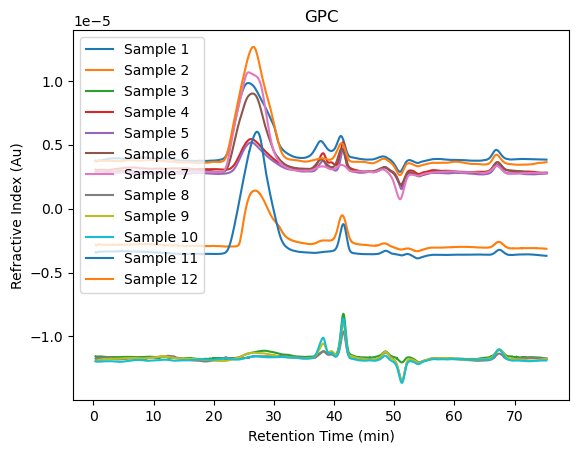 GPC
1e−5
Sample 1
Sample 2
Sample 3
Sample 4
Sample 5
Sample 6
Sample 7
Sample 8
Sample 9
Sample 10
Sample 11
Sample 12
1.0
0.5
0.0
−0.5
−1.0
Refractive Index (Au)
0 10 20 30 40 50 60 70
Retention Time (min)